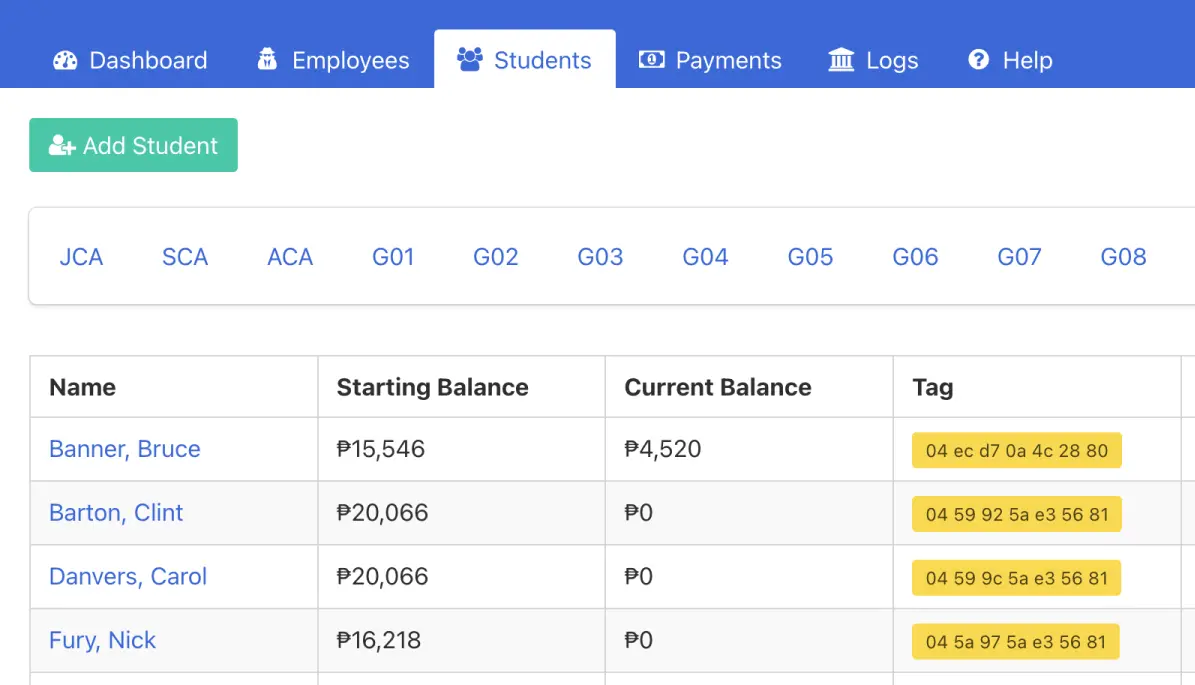 Dashboard Employees Students Payments Logs Help
Add Student
JCA SCA ACA G01 G02 G03 G04 G05 G06 G07 G08
Name Starting Balance Current Balance Tag
Banner, Bruce ₱15,546 ₱4,520 04 ec d7 0a 4c 28 80
Barton, Clint ₱20,066 ₱0 04 59 92 5a e3 56 81
Danvers, Carol ₱20,066 ₱0 04 59 9c 5a e3 56 81
Fury, Nick ₱16,218 ₱0 04 5a 97 5a e3 56 81